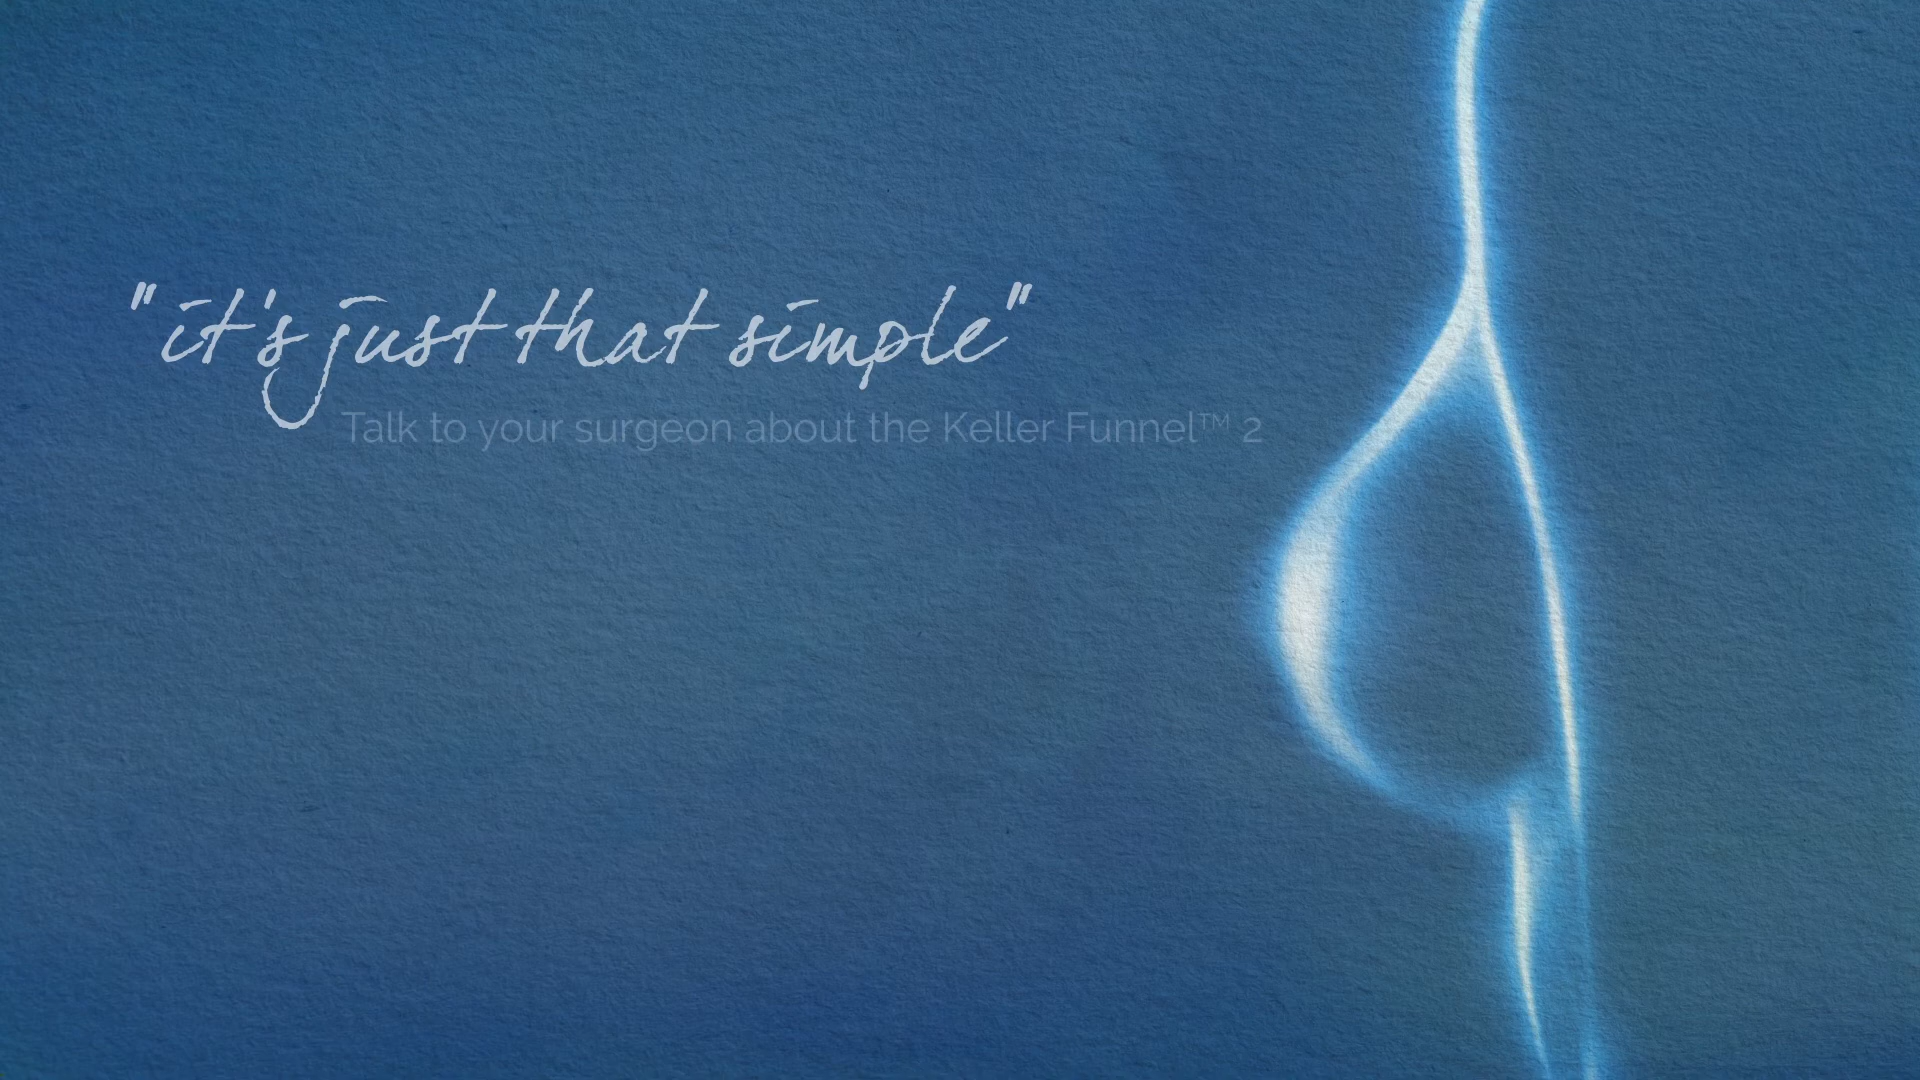 "it's just that simple"
Talk to your surgeon about the Keller Funnel™ 2